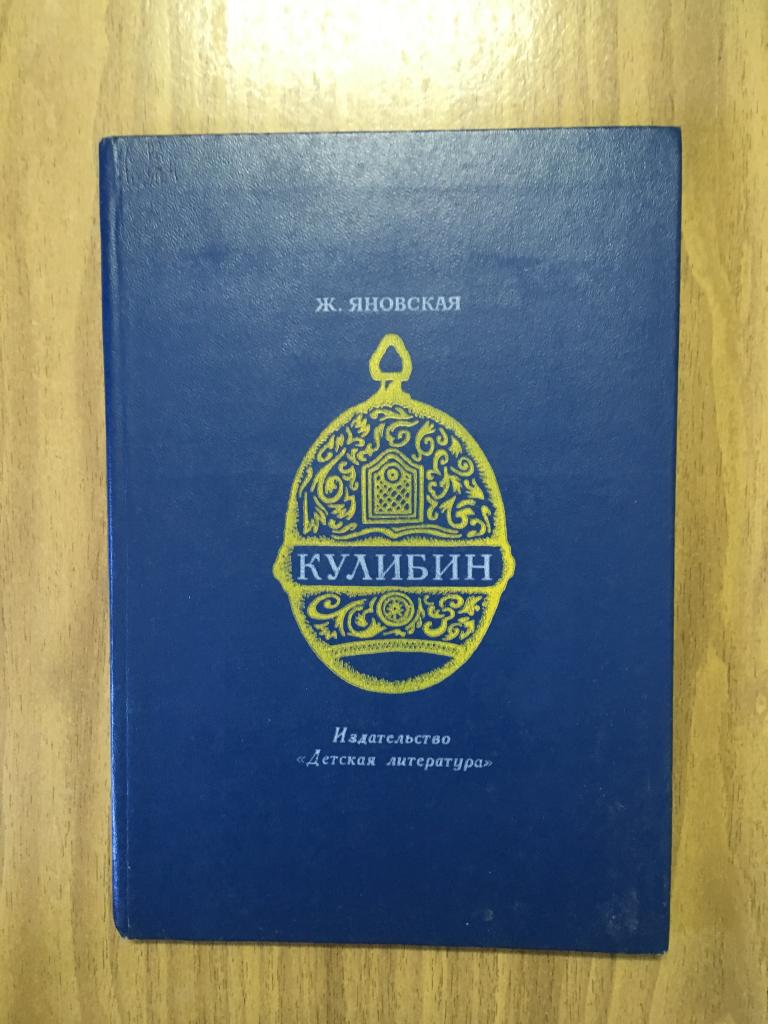 Ж. ЯНОВСКАЯ
КУЛИБИН
Издательство
«Детская литература»